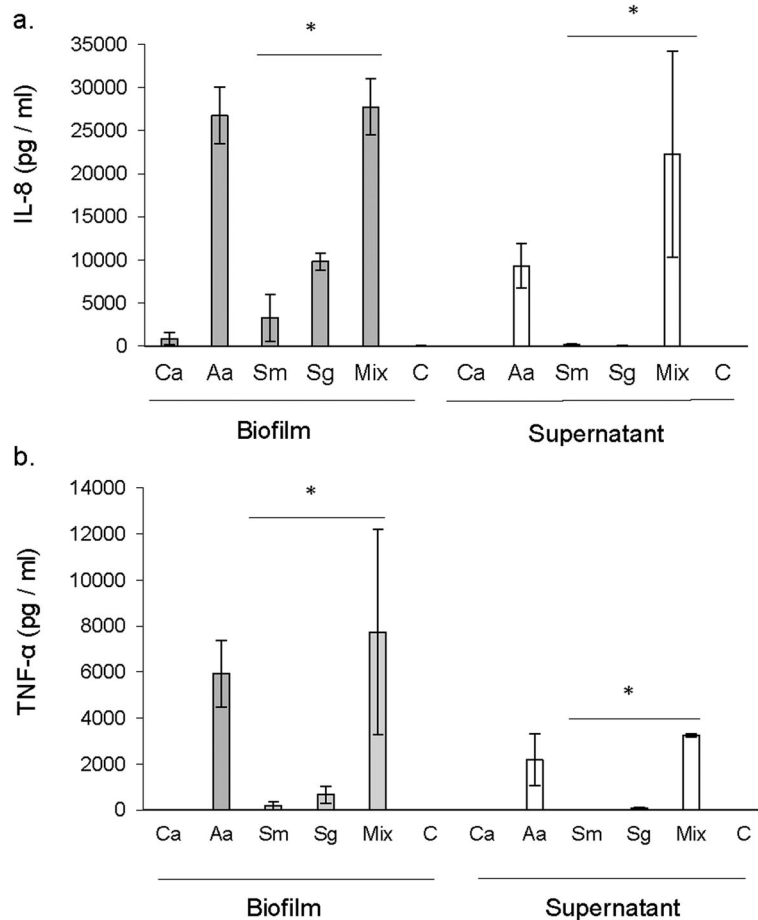 a.
IL-8 (pg / ml)
35000
30000
25000
20000
15000
10000
5000
0
* *
Ca Aa Sm Sg Mix C Ca Aa Sm Sg Mix C
Biofilm Supernatant
b.
TNF-α (pg / ml)
14000
12000
10000
8000
6000
4000
2000
0
*
*
Ca Aa Sm Sg Mix C Ca Aa Sm Sg Mix C
Biofilm Supernatant